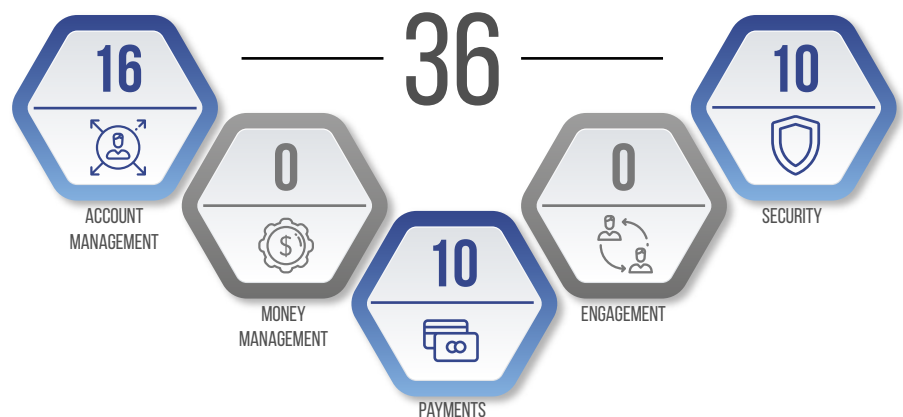 36
16
ACCOUNT
MANAGEMENT
0
$
MONEY
MANAGEMENT
10
PAYMENTS
0
ENGAGEMENT
10
SECURITY